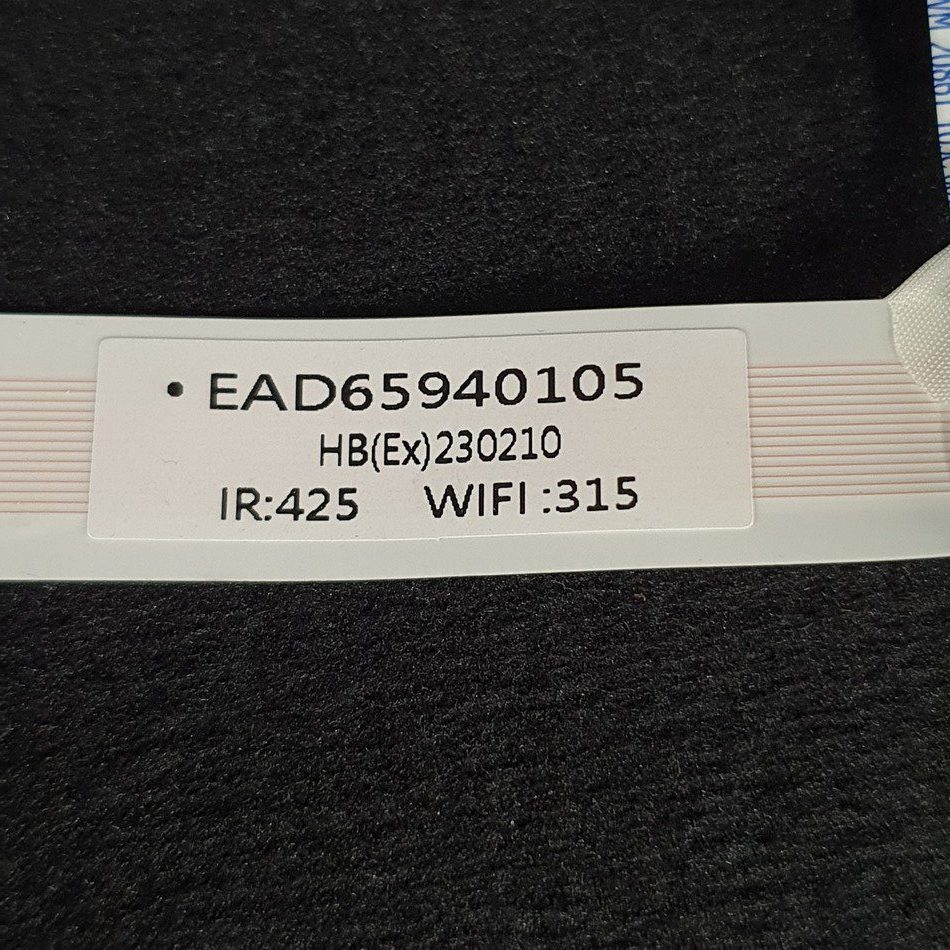 • EAD65940105
HB(Ex)230210
IR:425 WIFI :315